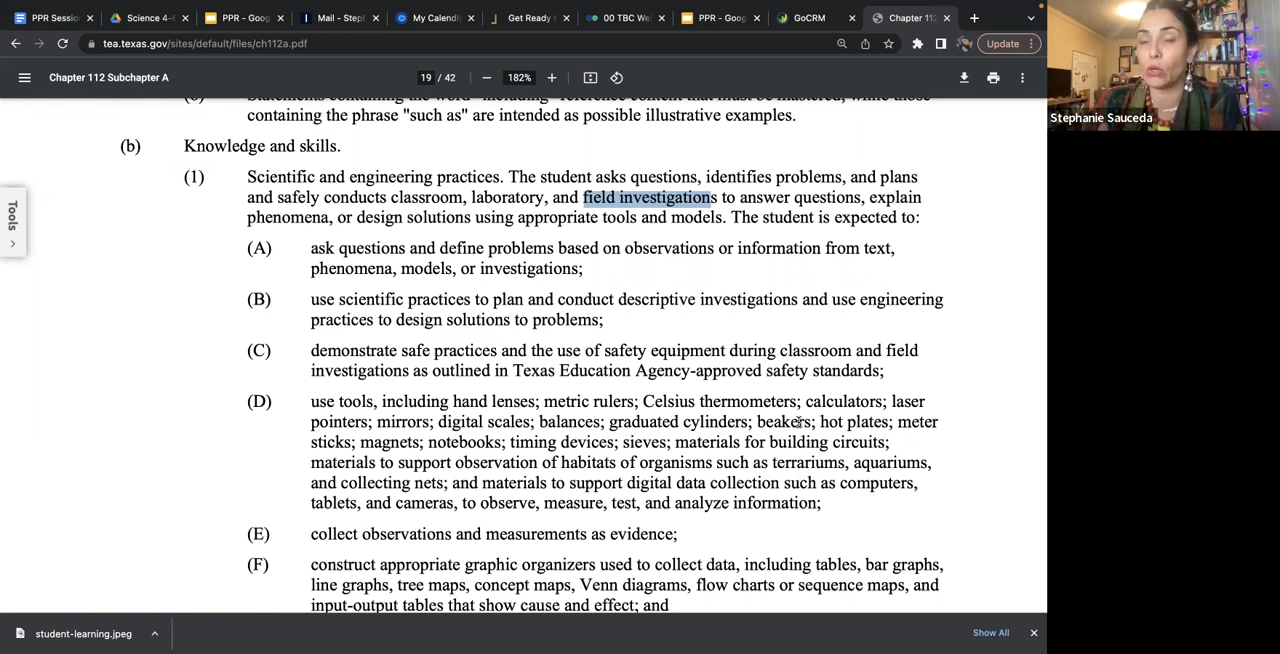 PPR Sessio
Science 4-8
PPR - Goog
Mail - Steph
My Calendly
Get Ready
00 TBC We
PPR - Goog
GoCRM
Chapter 112
tea.texas.gov/sites/default/files/ch112a.pdf
Update
Chapter 112 Subchapter A
19 / 42
182%
Stephanie Sauceda
Tools
containing the phrase "such as" are intended as possible illustrative examples.
(b) Knowledge and skills.
(1) Scientific and engineering practices. The student asks questions, identifies problems, and plans
and safely conducts classroom, laboratory, and field investigations to answer questions, explain
phenomena, or design solutions using appropriate tools and models. The student is expected to:
(A) ask questions and define problems based on observations or information from text,
phenomena, models, or investigations;
(B) use scientific practices to plan and conduct descriptive investigations and use engineering
practices to design solutions to problems;
(C) demonstrate safe practices and the use of safety equipment during classroom and field
investigations as outlined in Texas Education Agency-approved safety standards;
(D) use tools, including hand lenses; metric rulers; Celsius thermometers; calculators; laser
pointers; mirrors; digital scales; balances; graduated cylinders; beakers; hot plates; meter
sticks; magnets; notebooks; timing devices; sieves; materials for building circuits;
materials to support observation of habitats of organisms such as terrariums, aquariums,
and collecting nets; and materials to support digital data collection such as computers,
tablets, and cameras, to observe, measure, test, and analyze information;
(E) collect observations and measurements as evidence;
(F) construct appropriate graphic organizers used to collect data, including tables, bar graphs,
line graphs, tree maps, concept maps, Venn diagrams, flow charts or sequence maps, and
input-output tables that show cause and effect; and
student-learning.jpeg
Show All